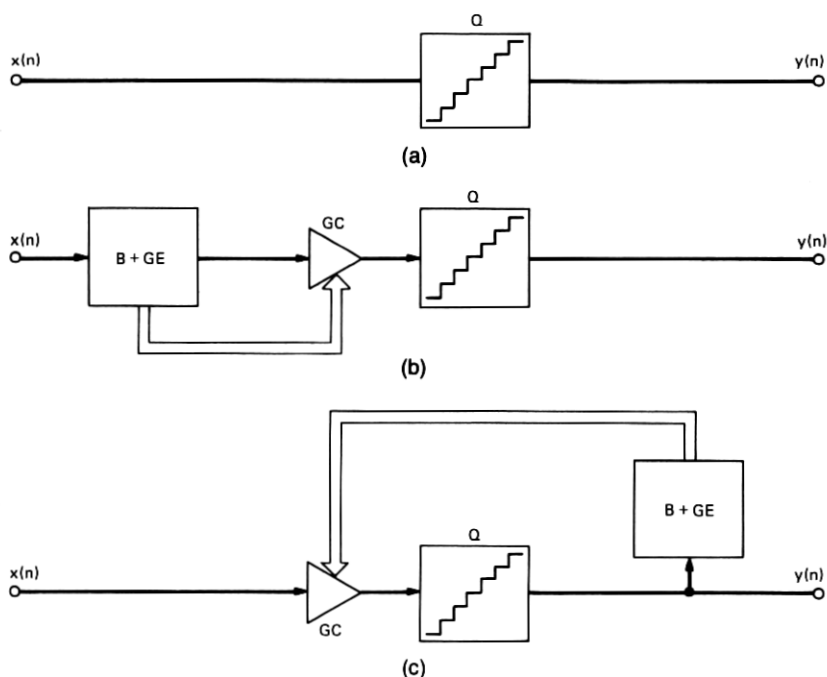 Q
x(n)
y(n)
(a)
Q
GC
x(n)
B + GE
y(n)
(b)
B + GE
Q
x(n)
y(n)
GC
(c)